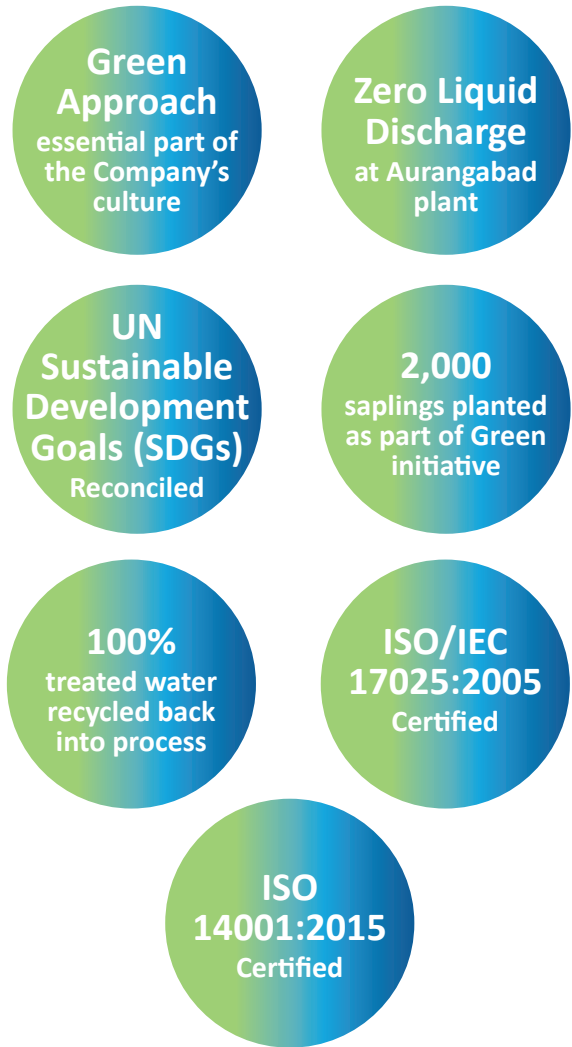 Green
Approach
essential part of
the Company's
culture
Zero Liquid
Discharge
at Aurangabad
plant
UN
Sustainable
Development
Goals (SDGs)
Reconciled
2,000
saplings planted
as part of Green
initiative
100%
treated water
recycled back
into process
ISO/IEC
17025:2005
Certified
ISO
14001:2015
Certified